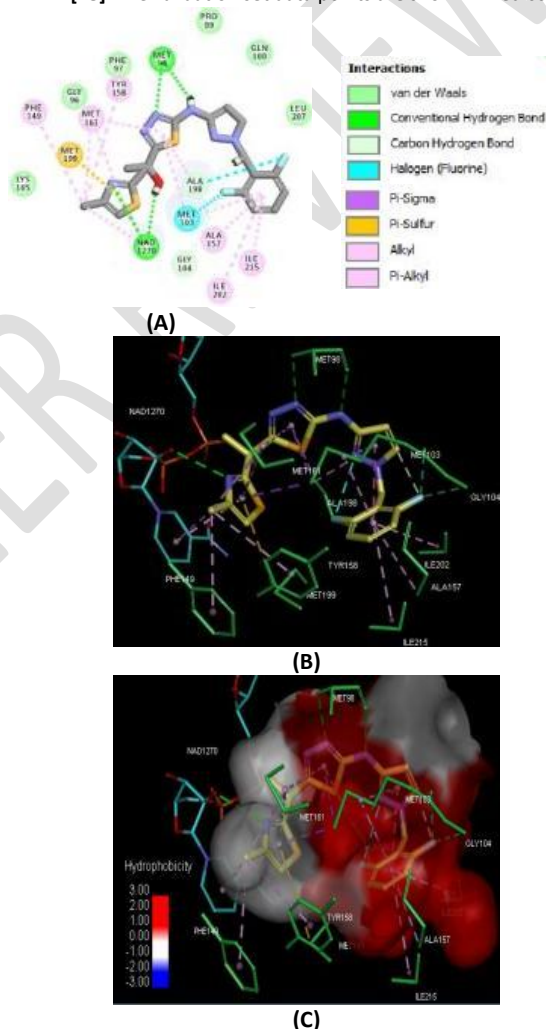 PRO
99
MET
98
GLN
100
PHE
97
TYR
158
GLY
96
MET
161
LEU
207
PHE
149
MET
199
ALA
198
LYS
165
MET
103
ALA
157
NAD
1270
GLY
104
ILE
215
ILE
202
Interactions
van der Waals
Conventional Hydrogen Bond
Carbon Hydrogen Bond
Halogen (Fluorine)
Pi-Sigma
Pi-Sulfur
Alkyl
Pi-Alkyl
(A)
MET98
NAD1270
MET103
MET161
ALA198
GLY104
TYR158
ILE202
PHE149
MET199
ALA157
ILE215
(B)
MET98
NAD1270
MET103
MET161
GLY104
Hydrophobicity
3.00
2.00
1.00
0.00
-1.00
-2.00
-3.00
TYR158
PHE149
ALA157
ILE215
(C)